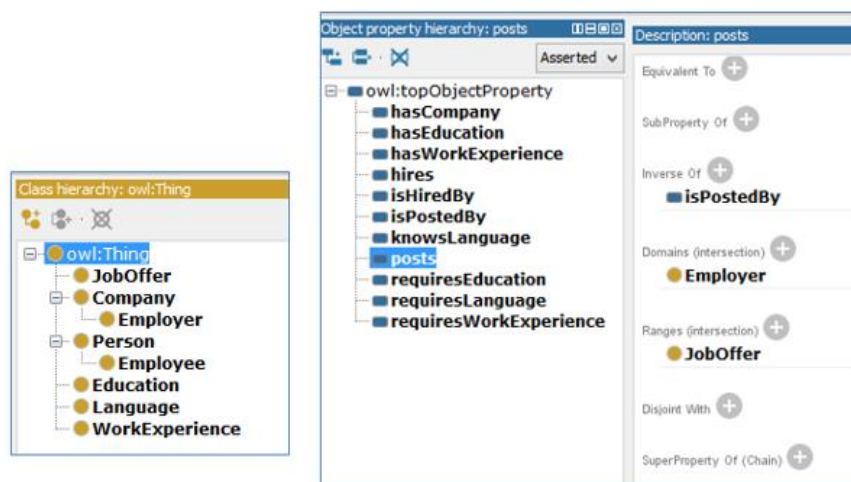 Class hierarchy: owl:Thing
owl:Thing
JobOffer
Company
Employer
Person
Employee
Education
Language
WorkExperience
Object property hierarchy: posts
Asserted
owl:topObjectProperty
hasCompany
hasEducation
hasWorkExperience
hires
isHiredBy
isPostedBy
knowsLanguage
posts
requiresEducation
requiresLanguage
requiresWorkExperience
Description: posts
Equivalent To
SubProperty Of
Inverse Of
isPostedBy
Domains (intersection)
Employer
Ranges (intersection)
JobOffer
Disjoint With
SuperProperty Of (Chain)